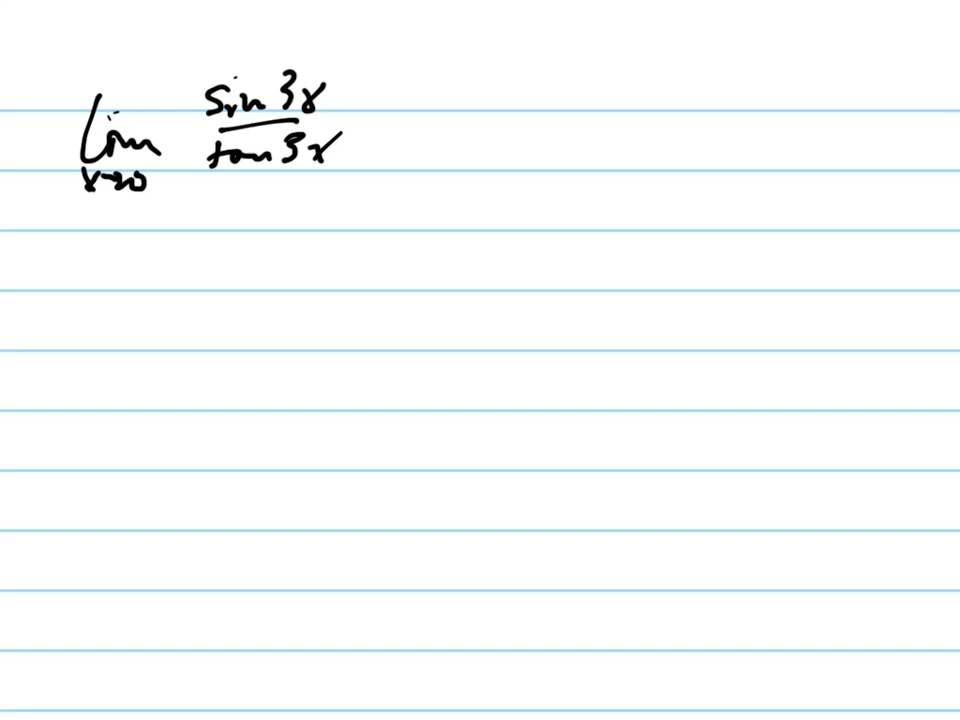 lim sin 3x / tan 3x
x→0